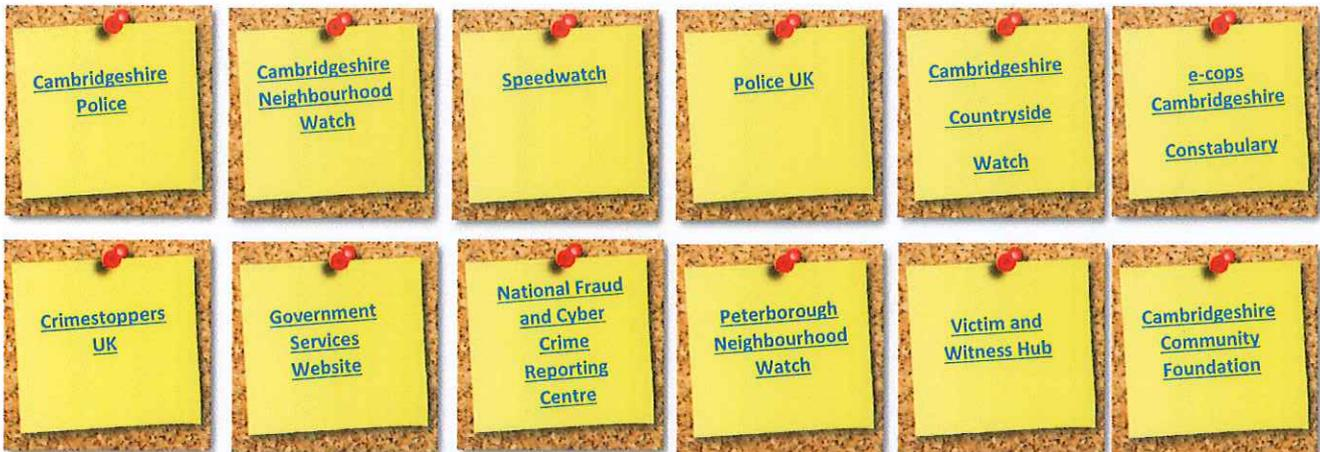 Cambridgeshire
Police
Cambridgeshire
Neighbourhood
Watch
Speedwatch
Police UK
Cambridgeshire
Countryside
Watch
e-cops
Cambridgeshire
Constabulary
Crimestoppers
UK
Government
Services
Website
National Fraud
and Cyber
Crime
Reporting
Centre
Peterborough
Neighbourhood
Watch
Victim and
Witness Hub
Cambridgeshire
Community
Foundation